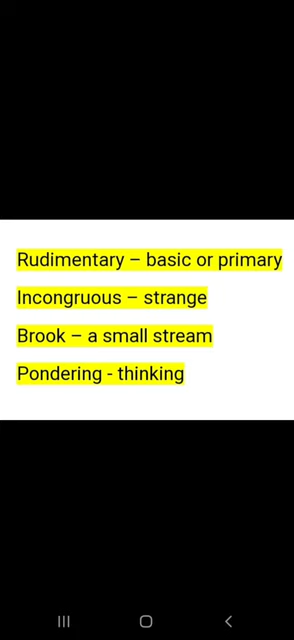 Rudimentary – basic or primary
Incongruous – strange
Brook – a small stream
Pondering - thinking